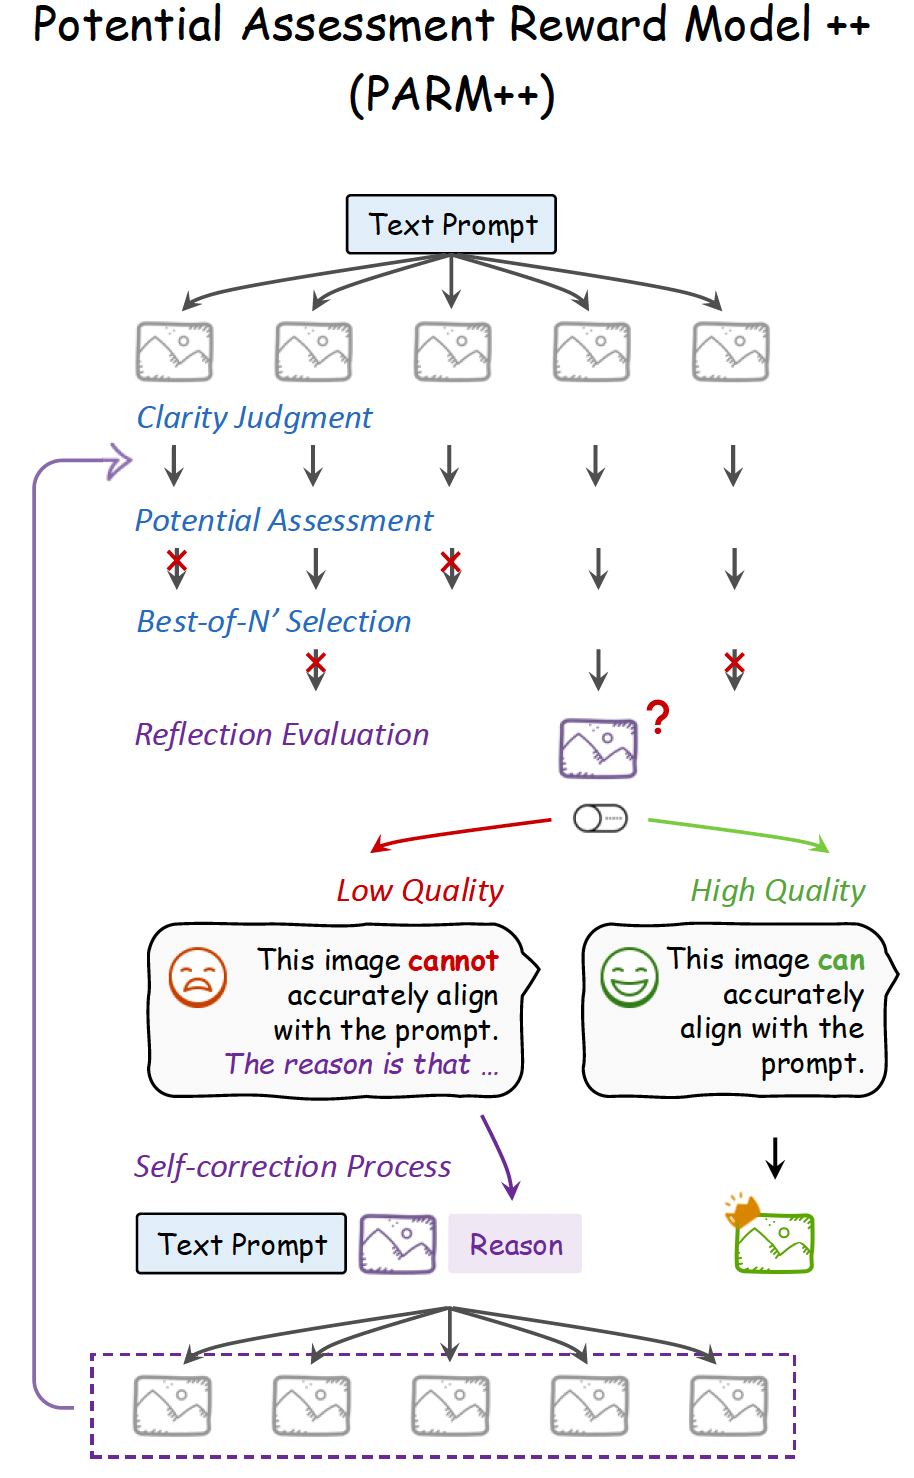 Potential Assessment Reward Model ++
(PARM++)
Text Prompt
Clarity Judgment
Potential Assessment
Best-of-N’ Selection
Reflection Evaluation
?
Low Quality
High Quality
This image cannot
accurately align
with the prompt.
The reason is that …
This image can
accurately
align with the
prompt.
Self-correction Process
Text Prompt
Reason